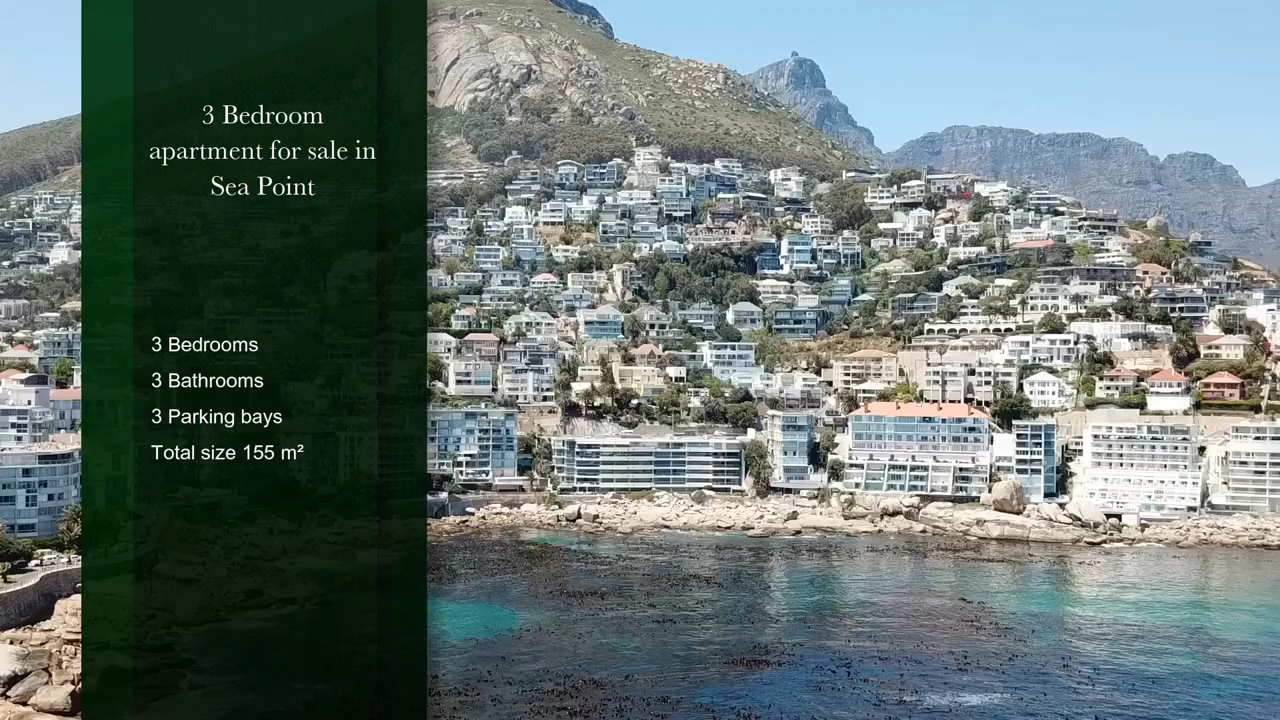 3 Bedroom
apartment for sale in
Sea Point
3 Bedrooms
3 Bathrooms
3 Parking bays
Total size 155 m²